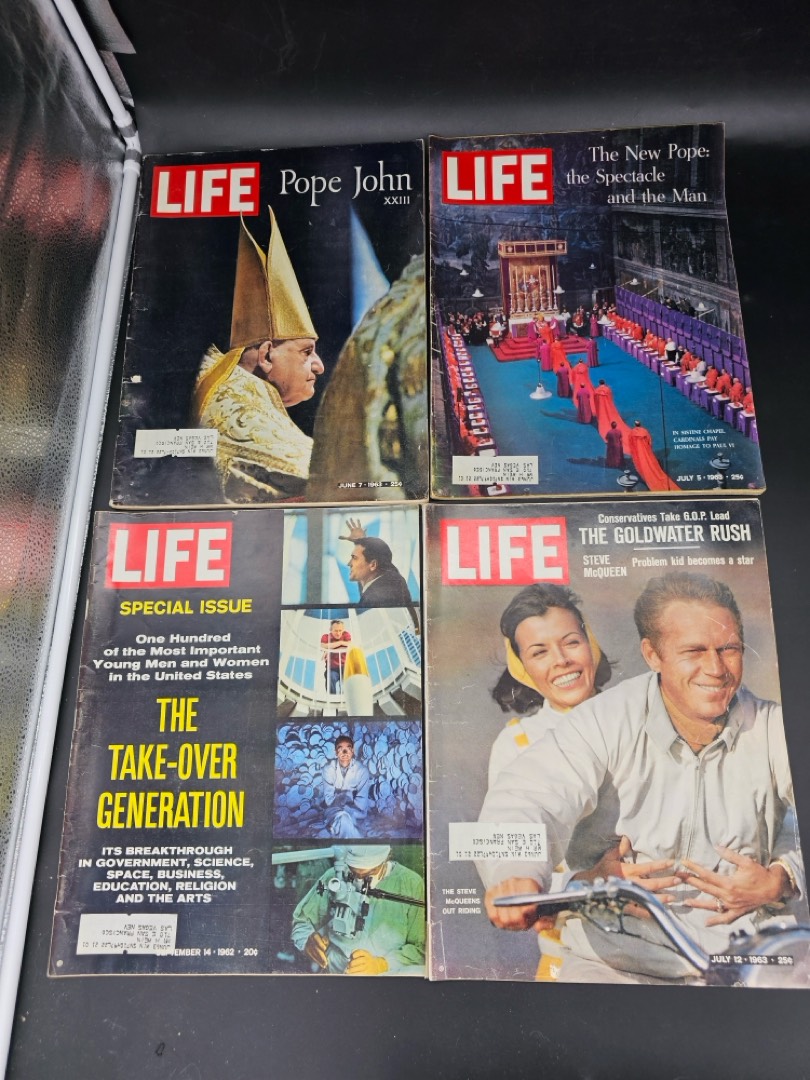 LIFE
Pope John
XXIII
JUNE 7 · 1963 · 25¢
LIFE
The New Pope:
the Spectacle
and the Man
IN SISTINE CHAPEL,
CARDINALS PAY
HOMAGE TO PAUL VI
JULY 5 · 1963 · 25¢
LIFE
SPECIAL ISSUE
One Hundred
of the Most Important
Young Men and Women
in the United States
THE
TAKE-OVER
GENERATION
ITS BREAKTHROUGH
IN GOVERNMENT, SCIENCE,
SPACE, BUSINESS,
EDUCATION, RELIGION
AND THE ARTS
14 · 1962 · 20¢
LIFE
Conservatives Take G.O.P. Lead
THE GOLDWATER RUSH
STEVE
McQUEEN
Problem kid becomes a star
THE STEVE
McQUEENS
OUT RIDING
JULY 12 · 1963 · 25¢